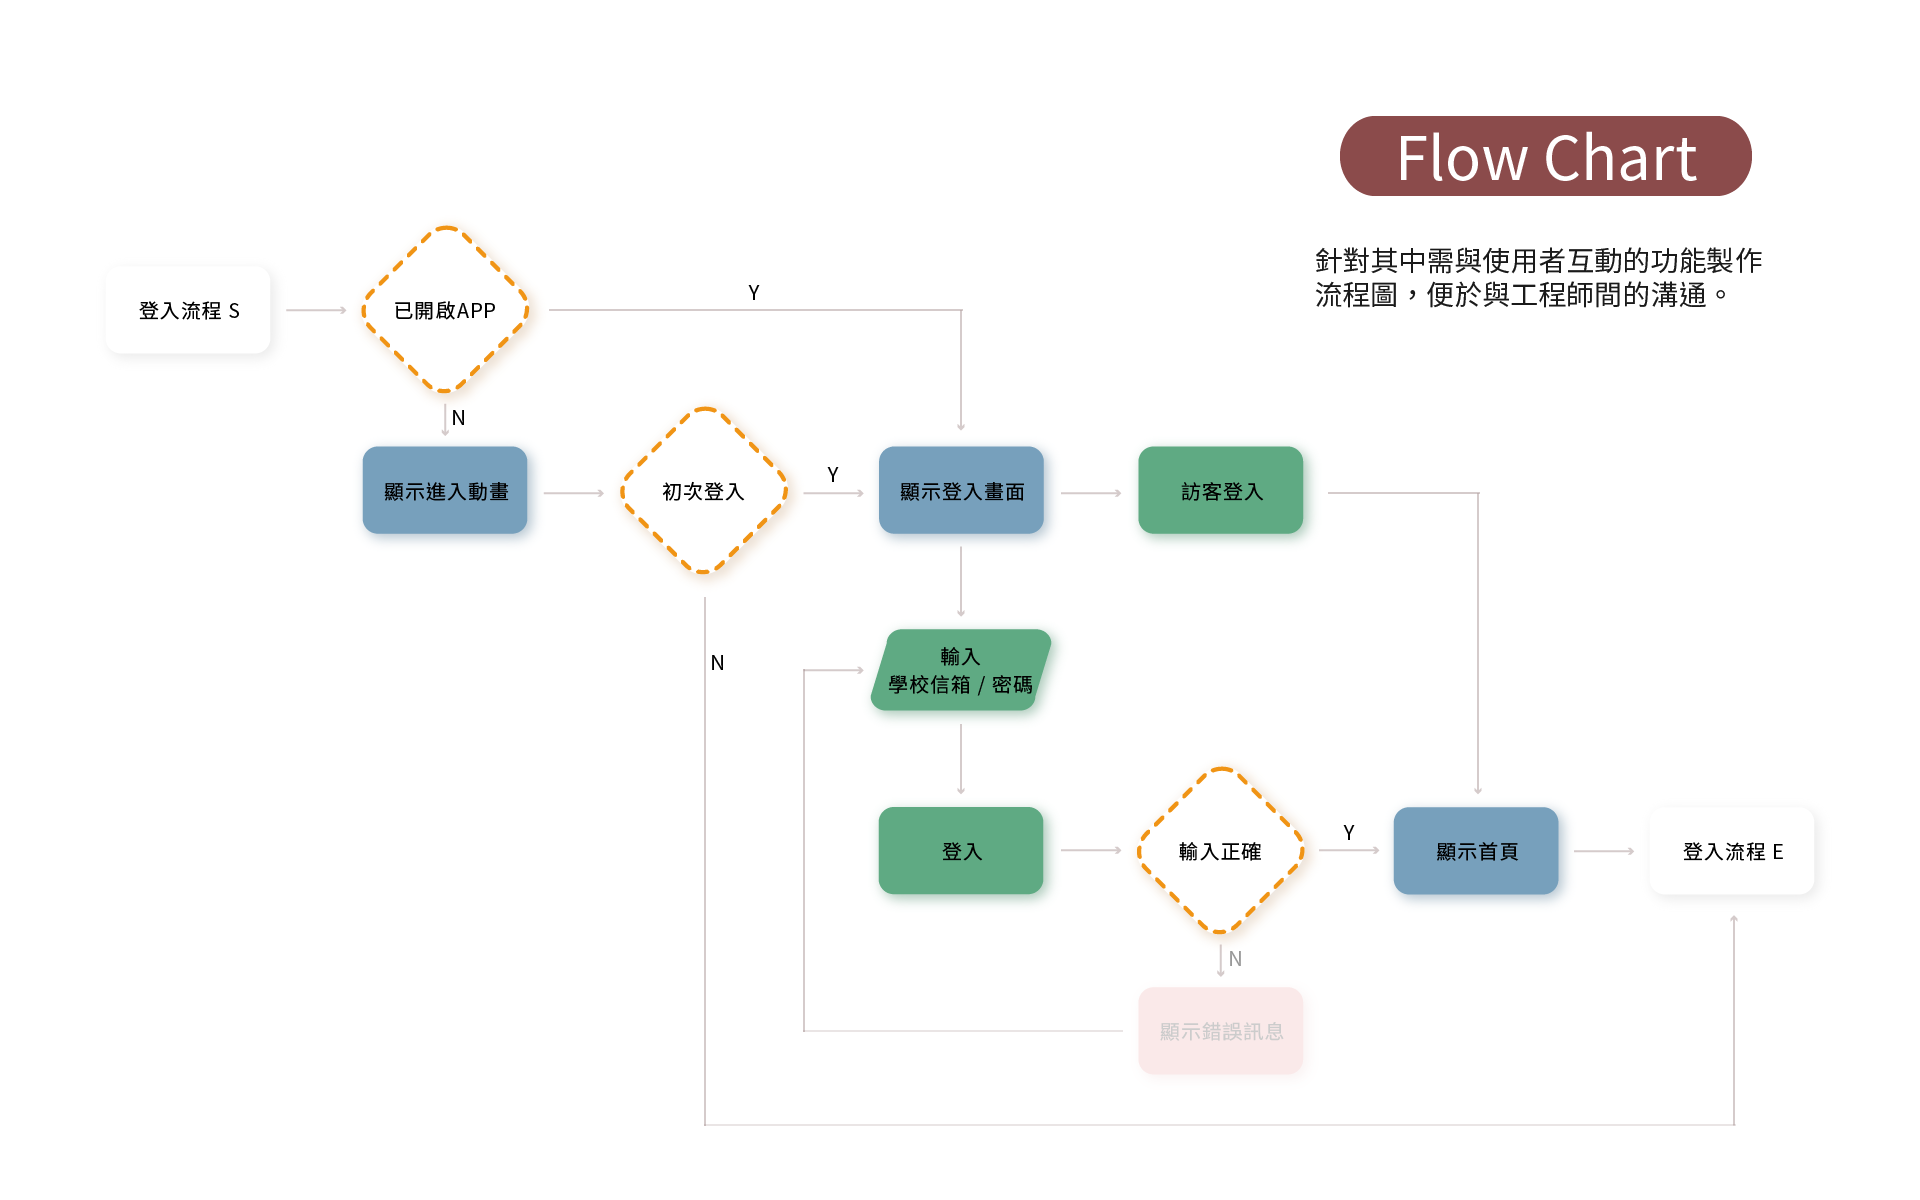 Flow Chart
針對其中需與使用者互動的功能製作
流程圖，便於與工程師間的溝通。
登入流程 S
已開啟APP
Y
N
顯示進入動畫
初次登入
Y
顯示登入畫面
訪客登入
N
輸入
學校信箱 / 密碼
登入
輸入正確
Y
顯示首頁
登入流程 E
N
顯示錯誤訊息